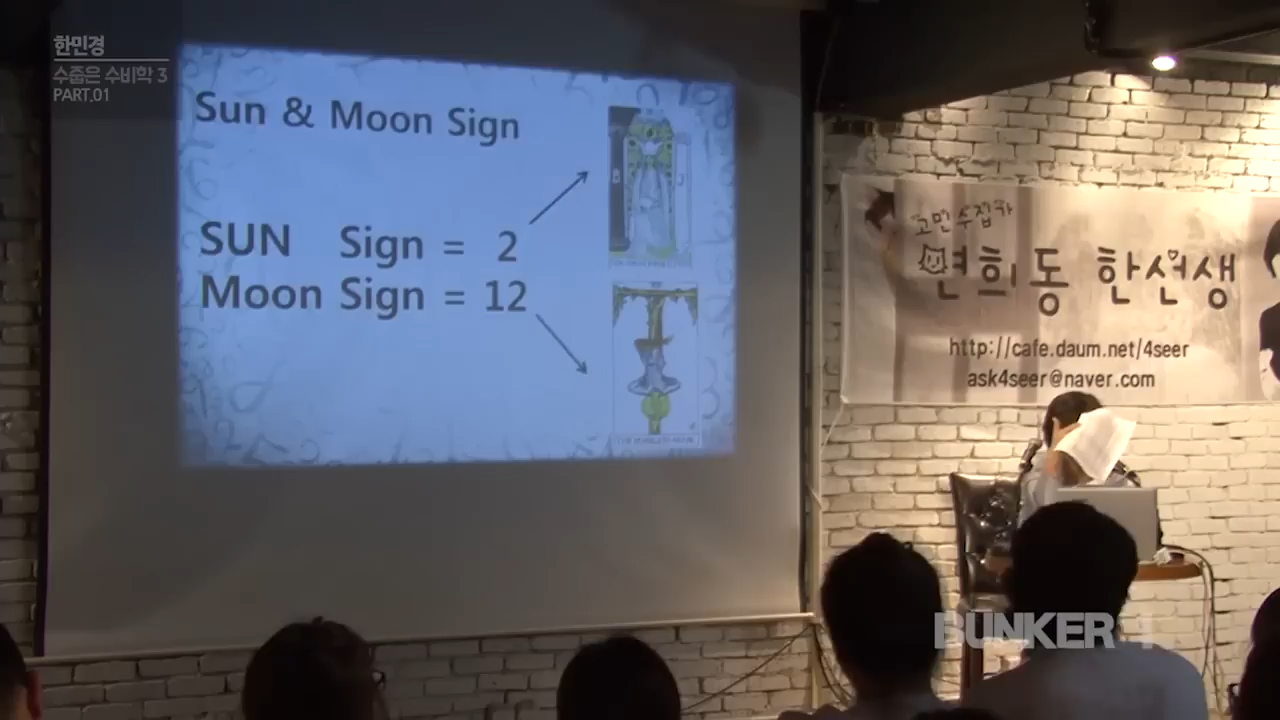 한민경
수줍은 수비학 3
PART.01
Sun & Moon Sign
SUN Sign = 2
Moon Sign = 12
B
J
고민 수집가
면희동 한선생
http://cafe.daum.net/4seer
ask4seer@naver.com
BUNKER 1